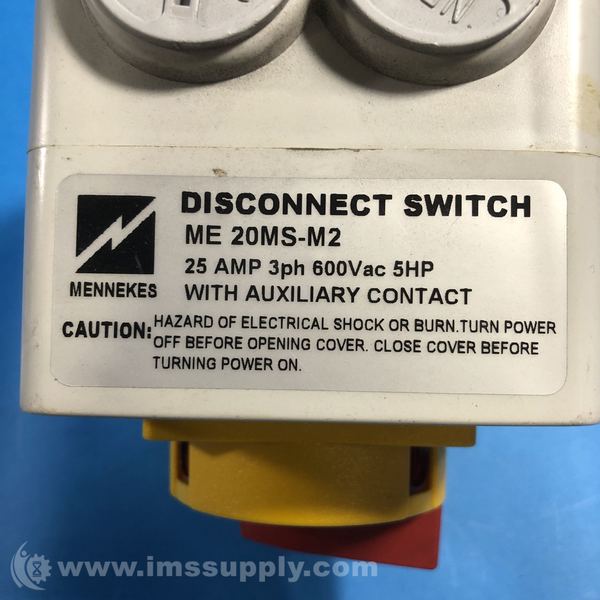 DISCONNECT SWITCH
ME 20MS-M2
25 AMP 3ph 600Vac 5HP
WITH AUXILIARY CONTACT
MENNEKES
CAUTION: HAZARD OF ELECTRICAL SHOCK OR BURN.TURN POWER
OFF BEFORE OPENING COVER. CLOSE COVER BEFORE
TURNING POWER ON.
www.imssupply.com